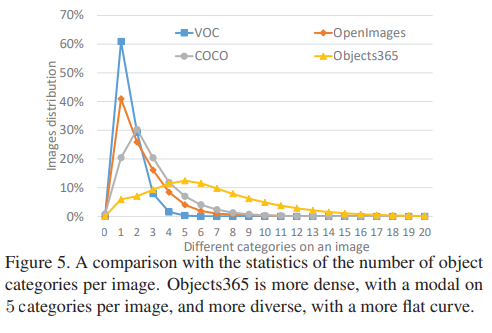 70%
60%
50%
40%
30%
20%
10%
0%
Images distribution
VOC
OpenImages
COCO
Objects365
0 1 2 3 4 5 6 7 8 9 10 11 12 13 14 15 16 17 18 19 20
Different categories on an image
Figure 5. A comparison with the statistics of the number of object
categories per image. Objects365 is more dense, with a modal on
5 categories per image, and more diverse, with a more flat curve.